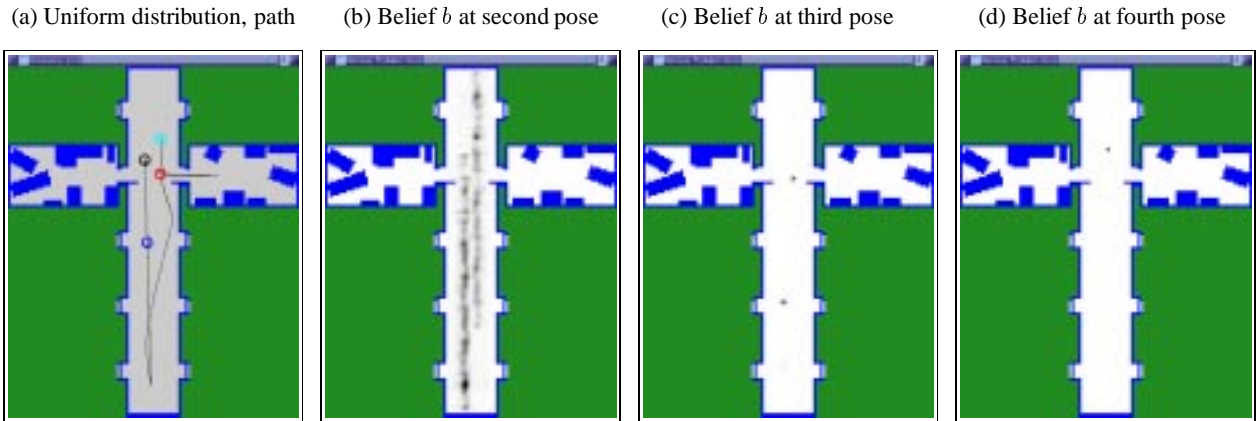 (a) Uniform distribution, path
(b) Belief b at second pose
(c) Belief b at third pose
(d) Belief b at fourth pose